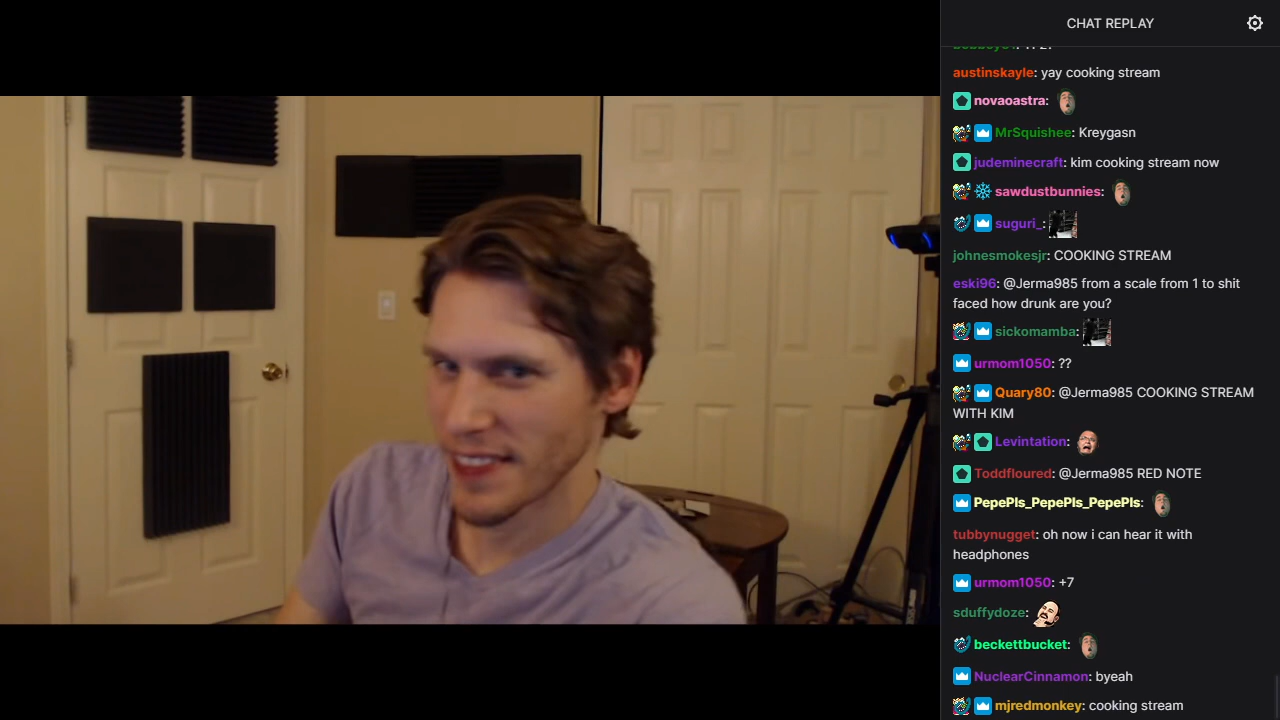 CHAT REPLAY
austinskayle: yay cooking stream
novaoastra:
MrSquishee: Kreygasn
judeminecraft: kim cooking stream now
sawdustbunnies:
suguri_:
johnesmokesjr: COOKING STREAM
eski96: @Jerma985 from a scale from 1 to shit
faced how drunk are you?
sickomamba:
urmom1050: ??
Quary80: @Jerma985 COOKING STREAM
WITH KIM
Levintation:
Toddfloured: @Jerma985 RED NOTE
PepePls_PepePls_PepePls:
tubbynugget: oh now i can hear it with
headphones
urmom1050: +7
sduffydoze:
beckettbucket:
NuclearCinnamon: byeah
mjredmonkey: cooking stream